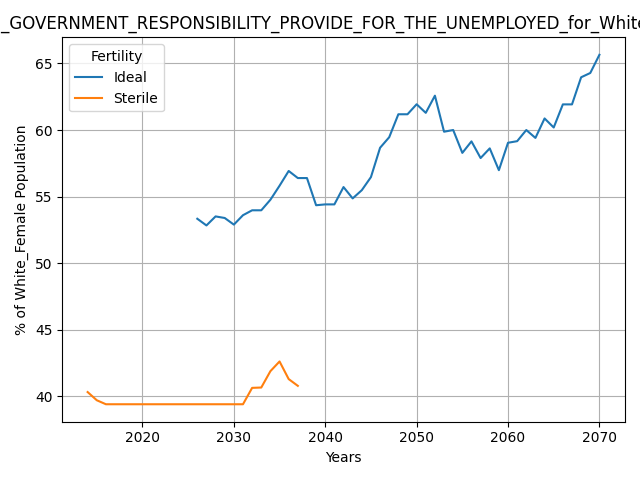 _GOVERNMENT_RESPONSIBILITY_PROVIDE_FOR_THE_UNEMPLOYED_for_White
Fertility
Ideal
Sterile
% of White_Female Population
65
60
55
50
45
40
2020 2030 2040 2050 2060 2070
Years